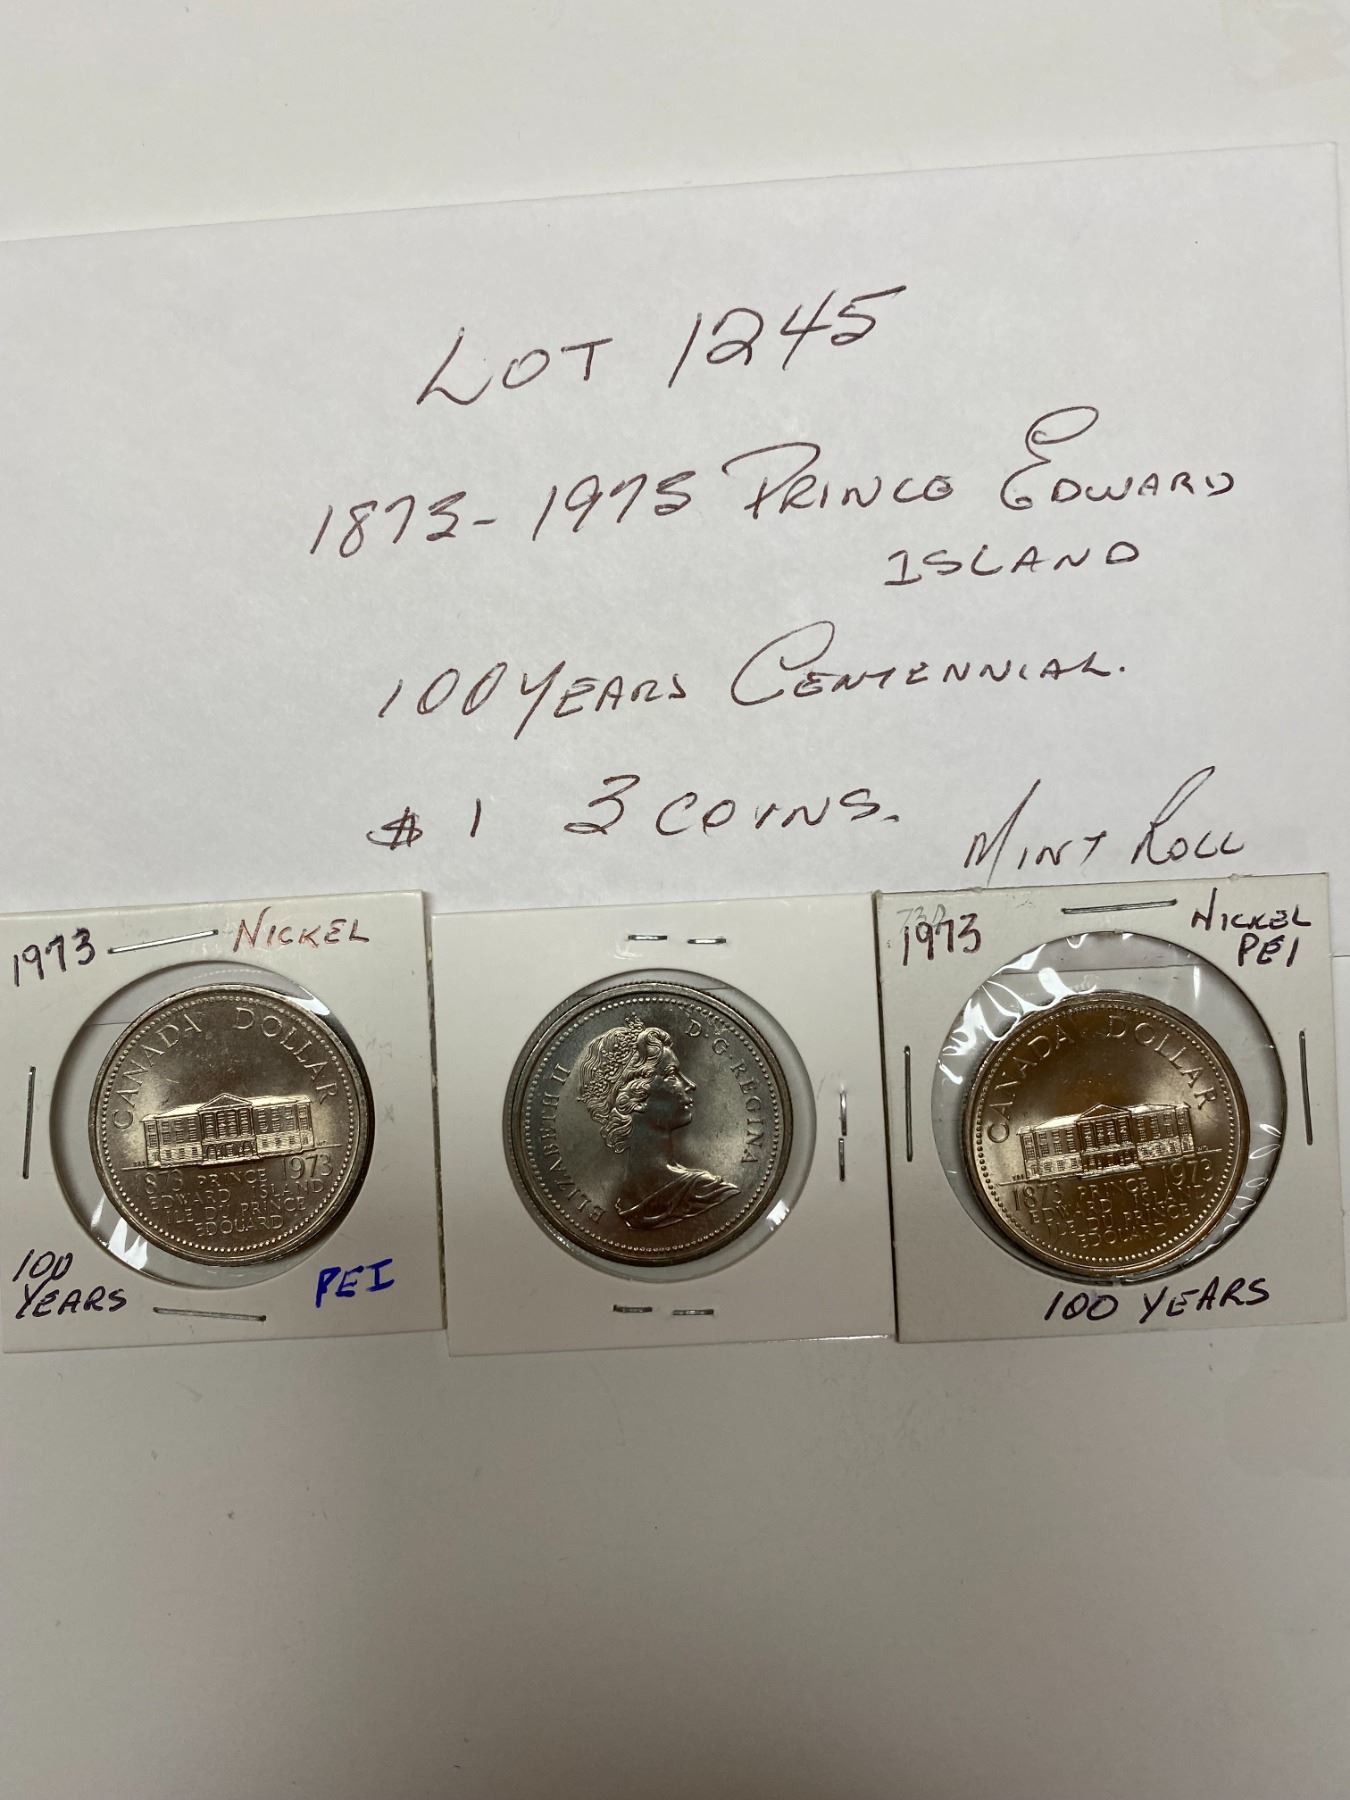 LOT 1245
1873-1973 PRINCE EDWARD
ISLAND
100 YEARS CENTENNIAL.
$ 1 3 COINS.
MINT ROLL
1973 NICKEL
CANADA DOLLAR
1873 PRINCE 1973
EDWARD ISLAND
ILE DU PRINCE
EDOUARD
100
YEARS
PEI
ELIZABETH II D·G·REGINA
1973
NICKEL
PEI
CANADA DOLLAR
1873 PRINCE 1973
EDWARD ISLAND
ILE DU PRINCE
EDOUARD
100 YEARS